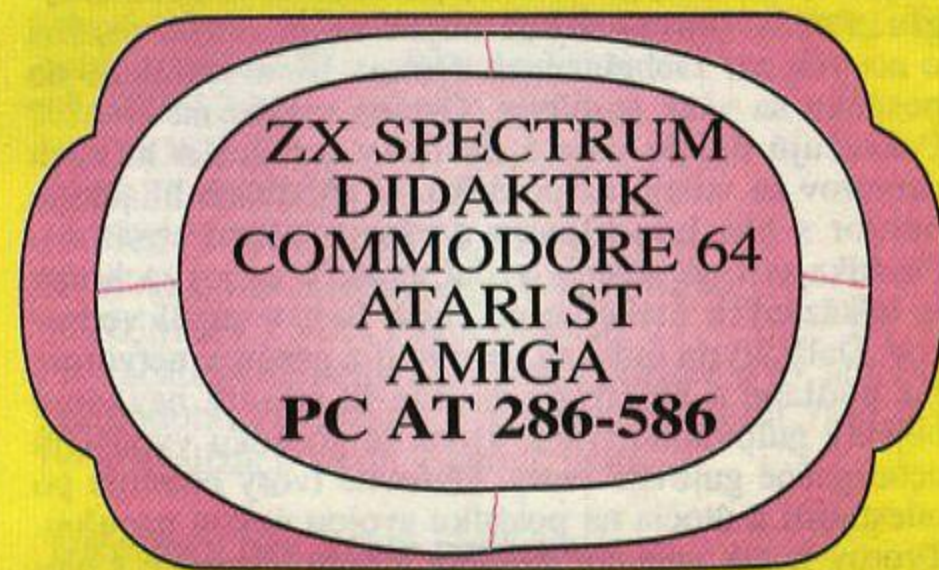 ZX SPECTRUM
DIDAKTIK
COMMODORE 64
ATARI ST
AMIGA
PC AT 286-586